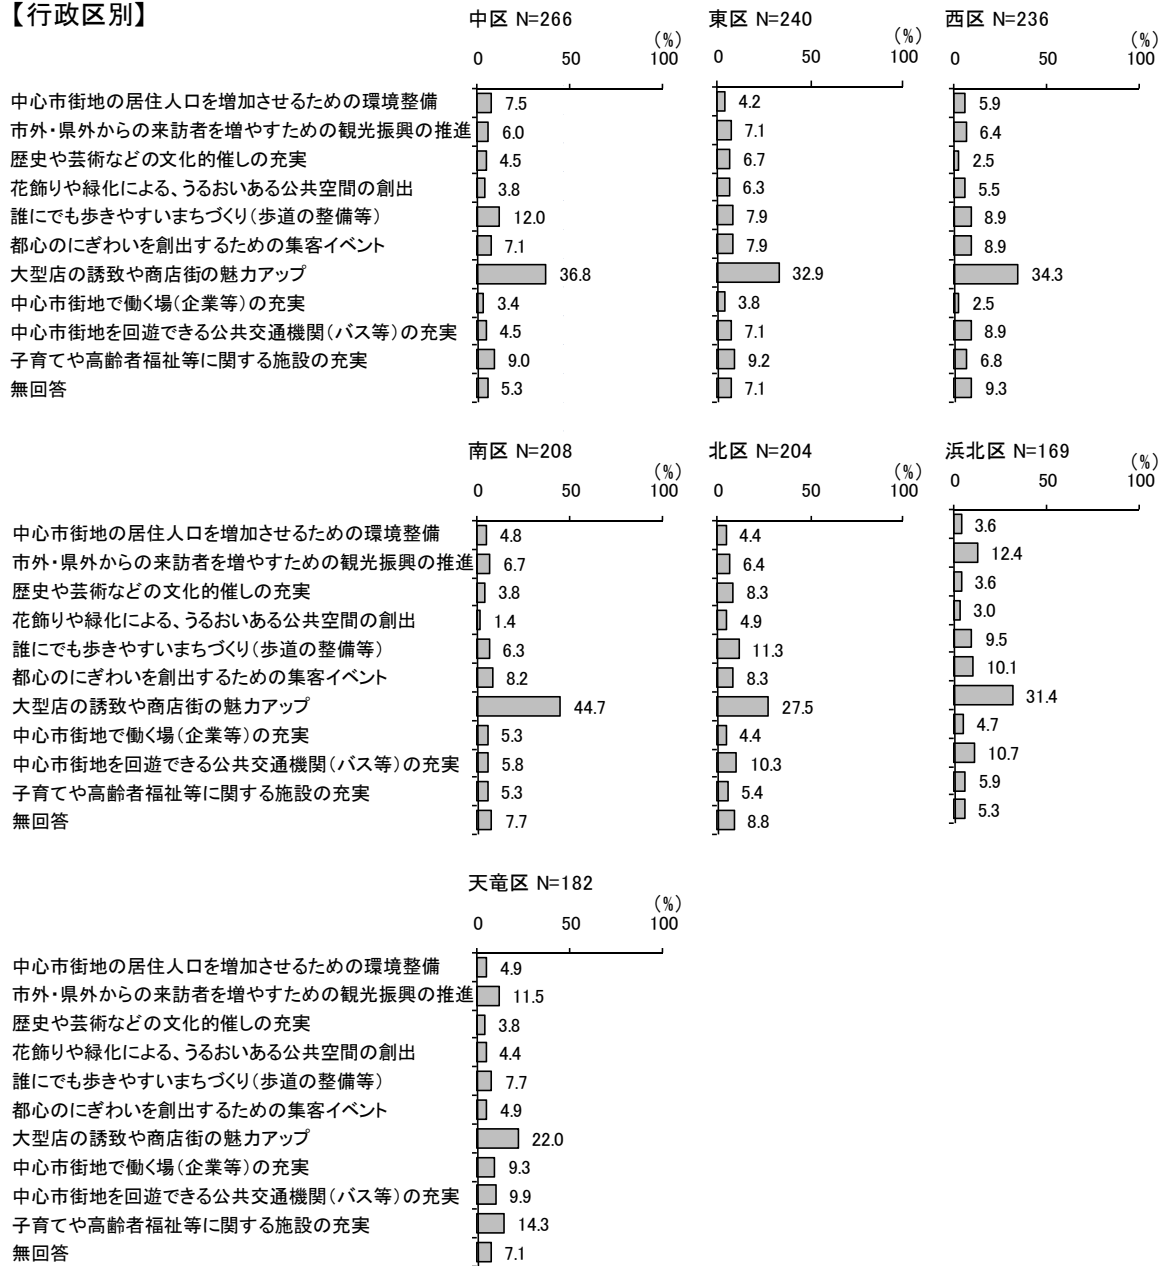 【行政区別】
中区 N=266
東区 N=240
西区 N=236
(%)
(%)
(%)
0 50 100
0 50 100
0 50 100
中心市街地の居住人口を増加させるための環境整備 7.5 4.2 5.9
市外・県外からの来訪者を増やすための観光振興の推進 6.0 7.1 6.4
歴史や芸術などの文化的催しの充実 4.5 6.7 2.5
花飾りや緑化による、うるおいある公共空間の創出 3.8 6.3 5.5
誰にでも歩きやすいまちづくり(歩道の整備等) 12.0 7.9 8.9
都心のにぎわいを創出するための集客イベント 7.1 7.9 8.9
大型店の誘致や商店街の魅力アップ 36.8 32.9 34.3
中心市街地で働く場(企業等)の充実 3.4 3.8 2.5
中心市街地を回遊できる公共交通機関(バス等)の充実 4.5 7.1 8.9
子育てや高齢者福祉等に関する施設の充実 9.0 9.2 6.8
無回答 5.3 7.1 9.3
南区 N=208
北区 N=204
浜北区 N=169
(%)
(%)
(%)
0 50 100
0 50 100
0 50 100
中心市街地の居住人口を増加させるための環境整備 4.8 4.4 3.6
市外・県外からの来訪者を増やすための観光振興の推進 6.7 6.4 12.4
歴史や芸術などの文化的催しの充実 3.8 8.3 3.6
花飾りや緑化による、うるおいある公共空間の創出 1.4 4.9 3.0
誰にでも歩きやすいまちづくり(歩道の整備等) 6.3 11.3 9.5
都心のにぎわいを創出するための集客イベント 8.2 8.3 10.1
大型店の誘致や商店街の魅力アップ 44.7 27.5 31.4
中心市街地で働く場(企業等)の充実 5.3 4.4 4.7
中心市街地を回遊できる公共交通機関(バス等)の充実 5.8 10.3 10.7
子育てや高齢者福祉等に関する施設の充実 5.3 5.4 5.9
無回答 7.7 8.8 5.3
天竜区 N=182
(%)
0 50 100
中心市街地の居住人口を増加させるための環境整備 4.9
市外・県外からの来訪者を増やすための観光振興の推進 11.5
歴史や芸術などの文化的催しの充実 3.8
花飾りや緑化による、うるおいある公共空間の創出 4.4
誰にでも歩きやすいまちづくり(歩道の整備等) 7.7
都心のにぎわいを創出するための集客イベント 4.9
大型店の誘致や商店街の魅力アップ 22.0
中心市街地で働く場(企業等)の充実 9.3
中心市街地を回遊できる公共交通機関(バス等)の充実 9.9
子育てや高齢者福祉等に関する施設の充実 14.3
無回答 7.1